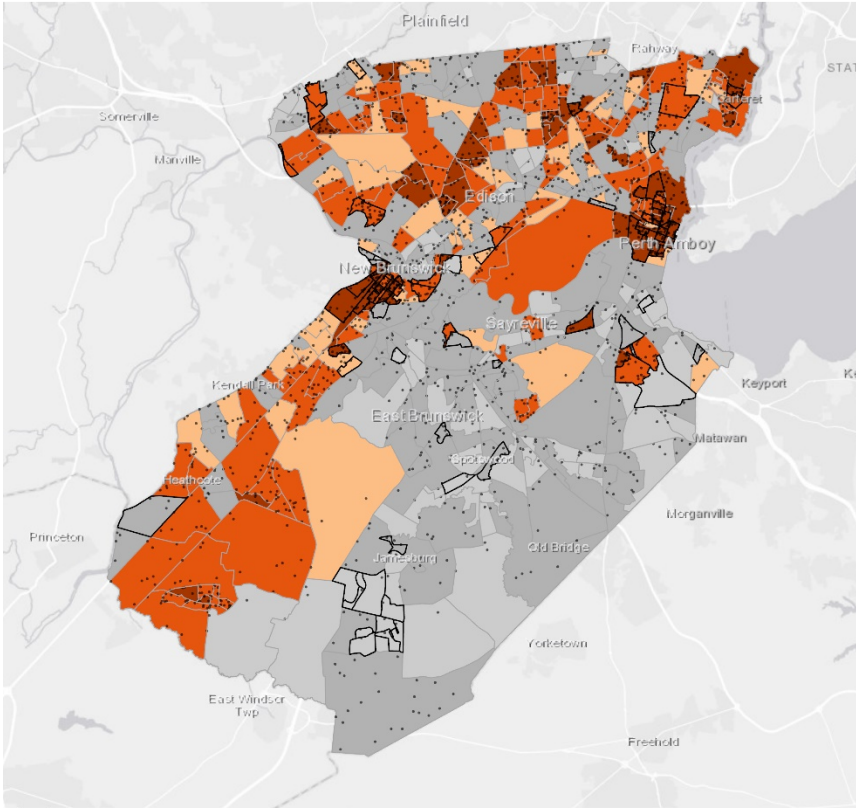 Plainfield
Rahway
STAT
Somerville
Carteret
Manville
Edison
Perth Amboy
New Brunswick
Sayreville
Kendall Park
Keyport
Ke
East Brunswick
Matawan
Spotswood
Heathcote
Morganville
Princeton
Old Bridge
Jamesburg
Yorketown
East Windsor
Twp
Freehold